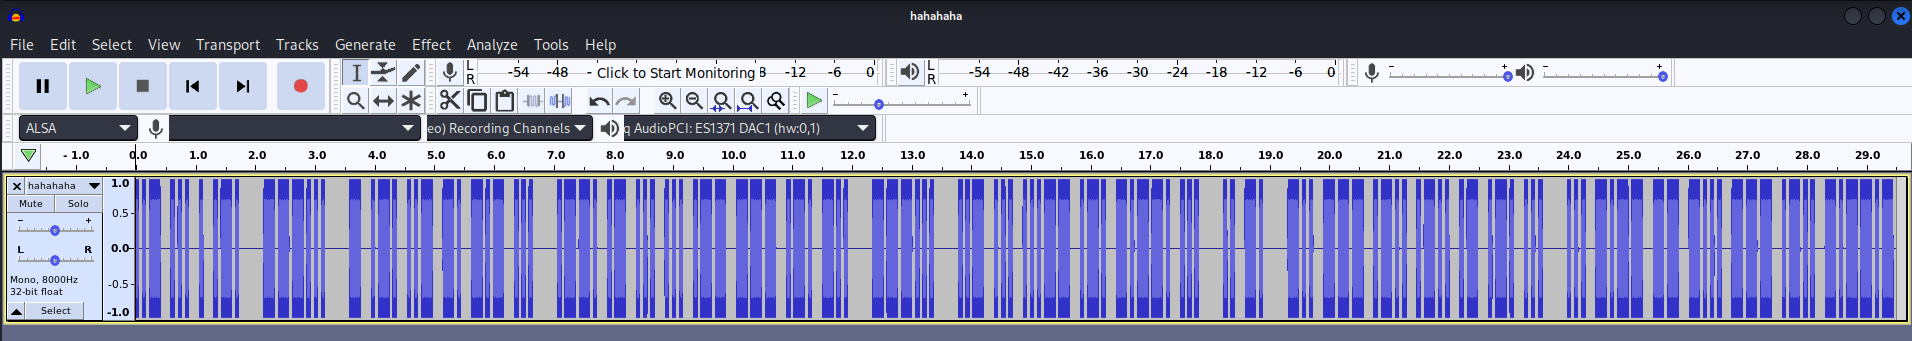 hahahaha
File Edit Select View Transport Tracks Generate Effect Analyze Tools Help
L R -54 -48 - Click to Start Monitoring 8 -12 -6 0 L R -54 -48 -42 -36 -30 -24 -18 -12 -6 0 - + - +
- +
ALSA eo) Recording Channels q AudioPCI: ES1371 DAC1 (hw:0,1)
- 1.0 0.0 1.0 2.0 3.0 4.0 5.0 6.0 7.0 8.0 9.0 10.0 11.0 12.0 13.0 14.0 15.0 16.0 17.0 18.0 19.0 20.0 21.0 22.0 23.0 24.0 25.0 26.0 27.0 28.0 29.0
hahahaha 1.0
Mute Solo
- + 0.5
L R 0.0
Mono, 8000Hz -0.5
32-bit float
Select -1.0